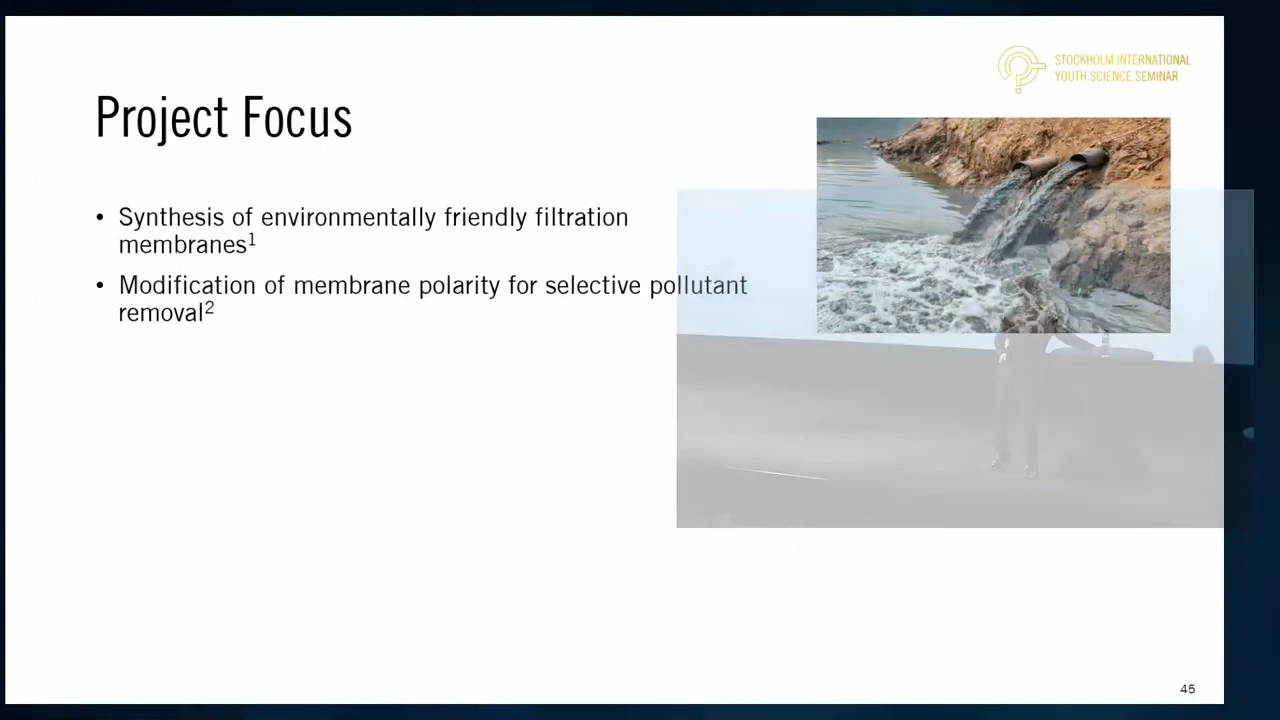 STOCKHOLM INTERNATIONAL
YOUTH SCIENCE SEMINAR
Project Focus
• Synthesis of environmentally friendly filtration
membranes¹
• Modification of membrane polarity for selective pollutant
removal²
45